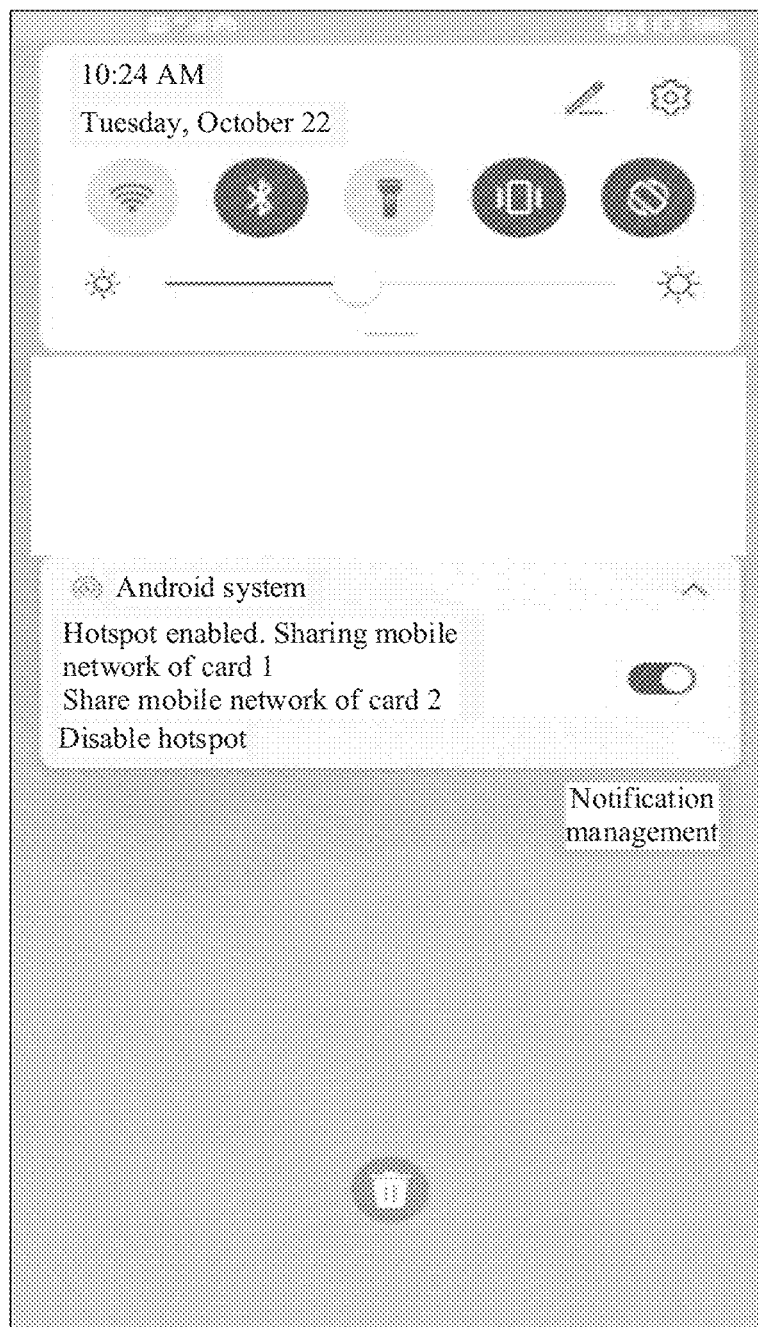 10:24 AM
Tuesday, October 22
Android system
Hotspot enabled. Sharing mobile
network of card 1
Share mobile network of card 2
Disable hotspot
Notification
management